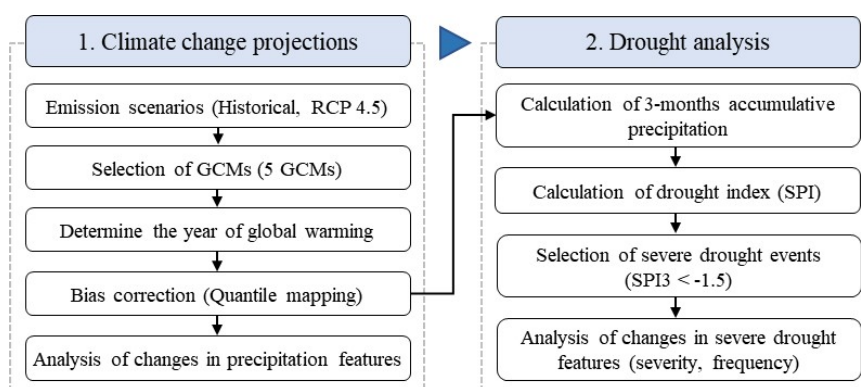 1. Climate change projections
Emission scenarios (Historical, RCP 4.5)
Selection of GCMs (5 GCMs)
Determine the year of global warming
Bias correction (Quantile mapping)
Analysis of changes in precipitation features
2. Drought analysis
Calculation of 3-months accumulative
precipitation
Calculation of drought index (SPI)
Selection of severe drought events
(SPI3 < -1.5)
Analysis of changes in severe drought
features (severity, frequency)